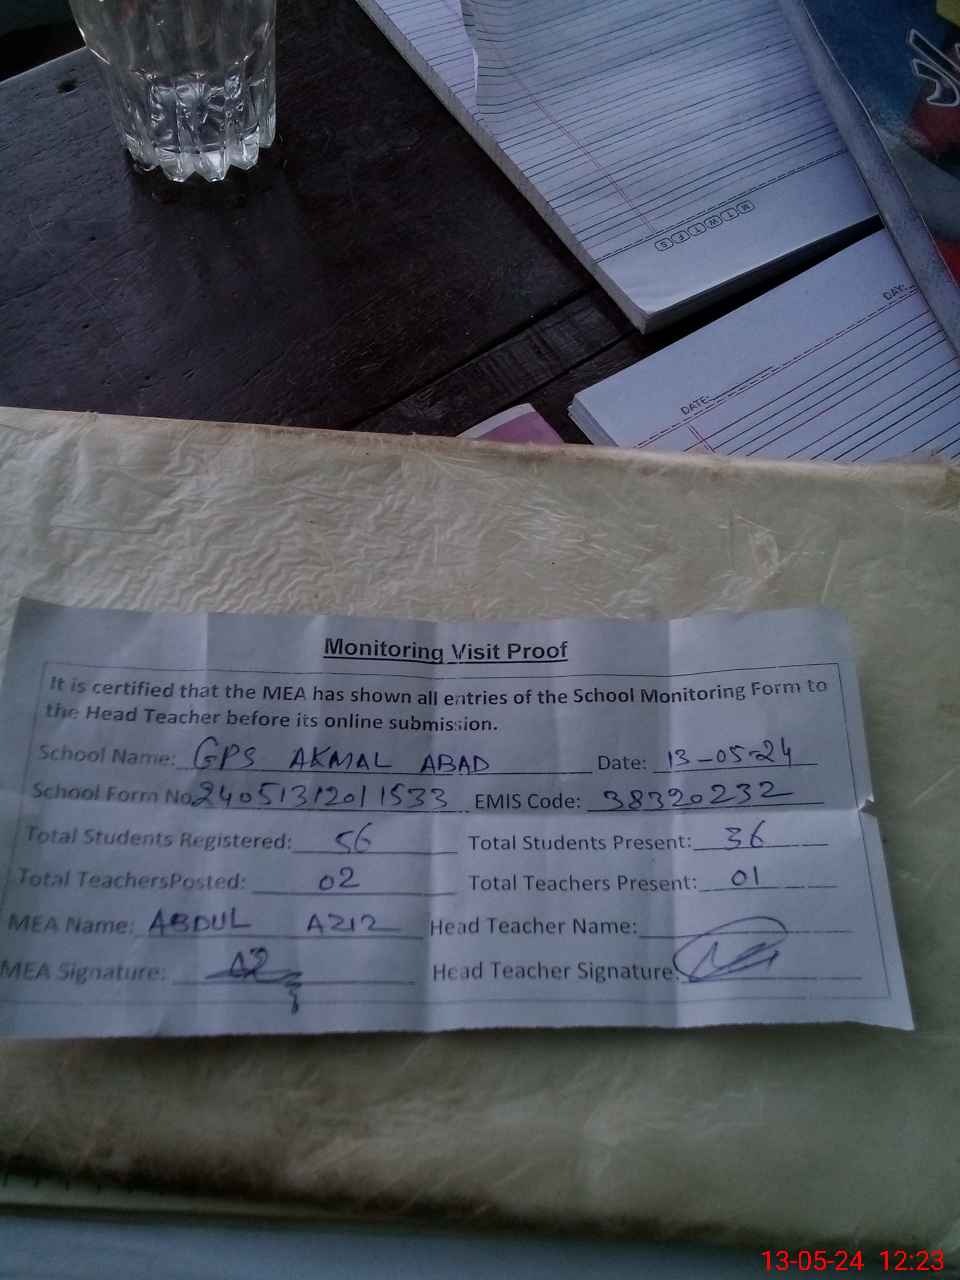 M T W T F S
DATE:
DAY:
Monitoring Visit Proof
It is certified that the MEA has shown all entries of the School Monitoring Form to
the Head Teacher before its online submission.
School Name: GPS AKMAL ABAD Date: 13-05-24
School Form No. 24051312011533 EMIS Code: 38320232
Total Students Registered: 56 Total Students Present: 36
Total TeachersPosted: 02 Total Teachers Present: 01
MEA Name: ABDUL AZIZ Head Teacher Name:
MEA Signature: Head Teacher Signature:
13-05-24 12:23